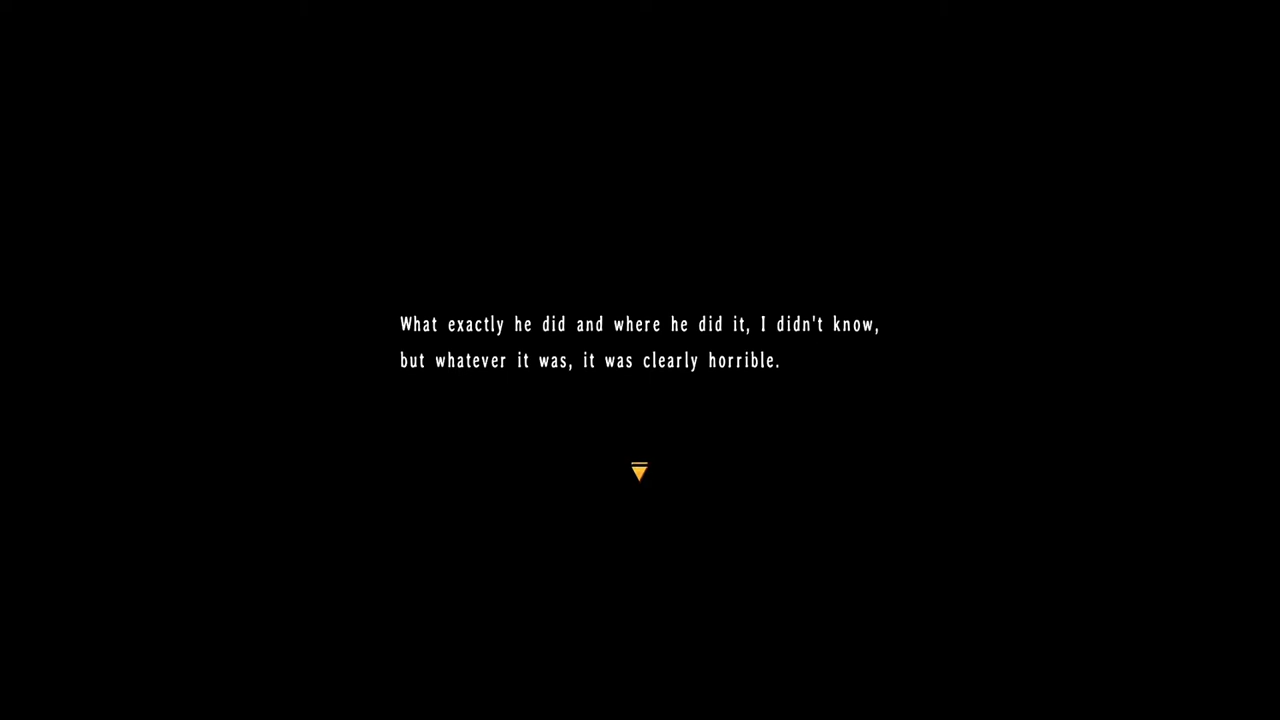 What exactly he did and where he did it, I didn't know,
but whatever it was, it was clearly horrible.